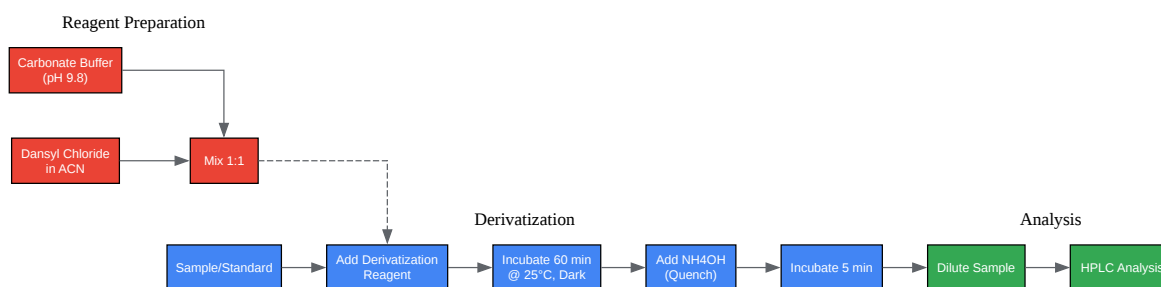 Reagent Preparation
Carbonate Buffer
(pH 9.8)
Dansyl Chloride
in ACN
Mix 1:1
Derivatization
Analysis
Sample/Standard
Add Derivatization
Reagent
Incubate 60 min
@ 25°C, Dark
Add NH4OH
(Quench)
Incubate 5 min
Dilute Sample
HPLC Analysis